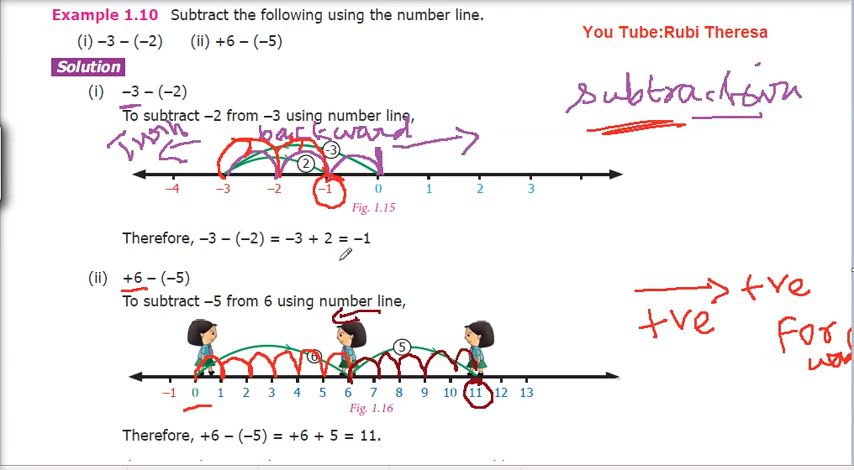 Example 1.10 Subtract the following using the number line.
(i) –3 – (–2) (ii) +6 – (–5)
You Tube:Rubi Theresa
Solution
(i) –3 – (–2)
subtraction
To subtract –2 from –3 using number line,
Turn backward
–3
2
–4 –3 –2 –1 0 1 2 3
Fig. 1.15
Therefore, –3 – (–2) = –3 + 2 = –1
(ii) +6 – (–5)
To subtract –5 from 6 using number line,
+ve
+ve
For
6 5
–1 0 1 2 3 4 5 6 7 8 9 10 11 12 13
Fig. 1.16
Therefore, +6 – (–5) = +6 + 5 = 11.